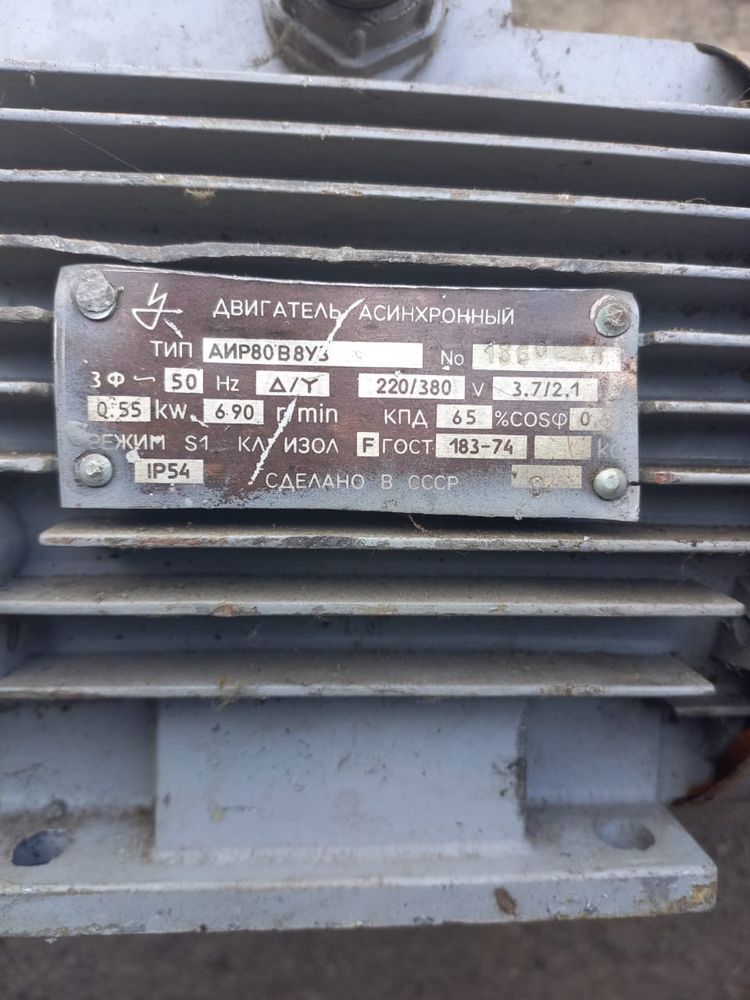 ДВИГАТЕЛЬ АСИНХРОННЫЙ
ТИП АИР80В8У3 No
3Ф ~ 50 Hz Δ/Y 220/380 V 3.7/2.1
0.55 kw 690 r/min КПД 65 % COSφ
РЕЖИМ S1 КЛ ИЗОЛ F ГОСТ 183-74 kg
IP54 СДЕЛАНО В СССР